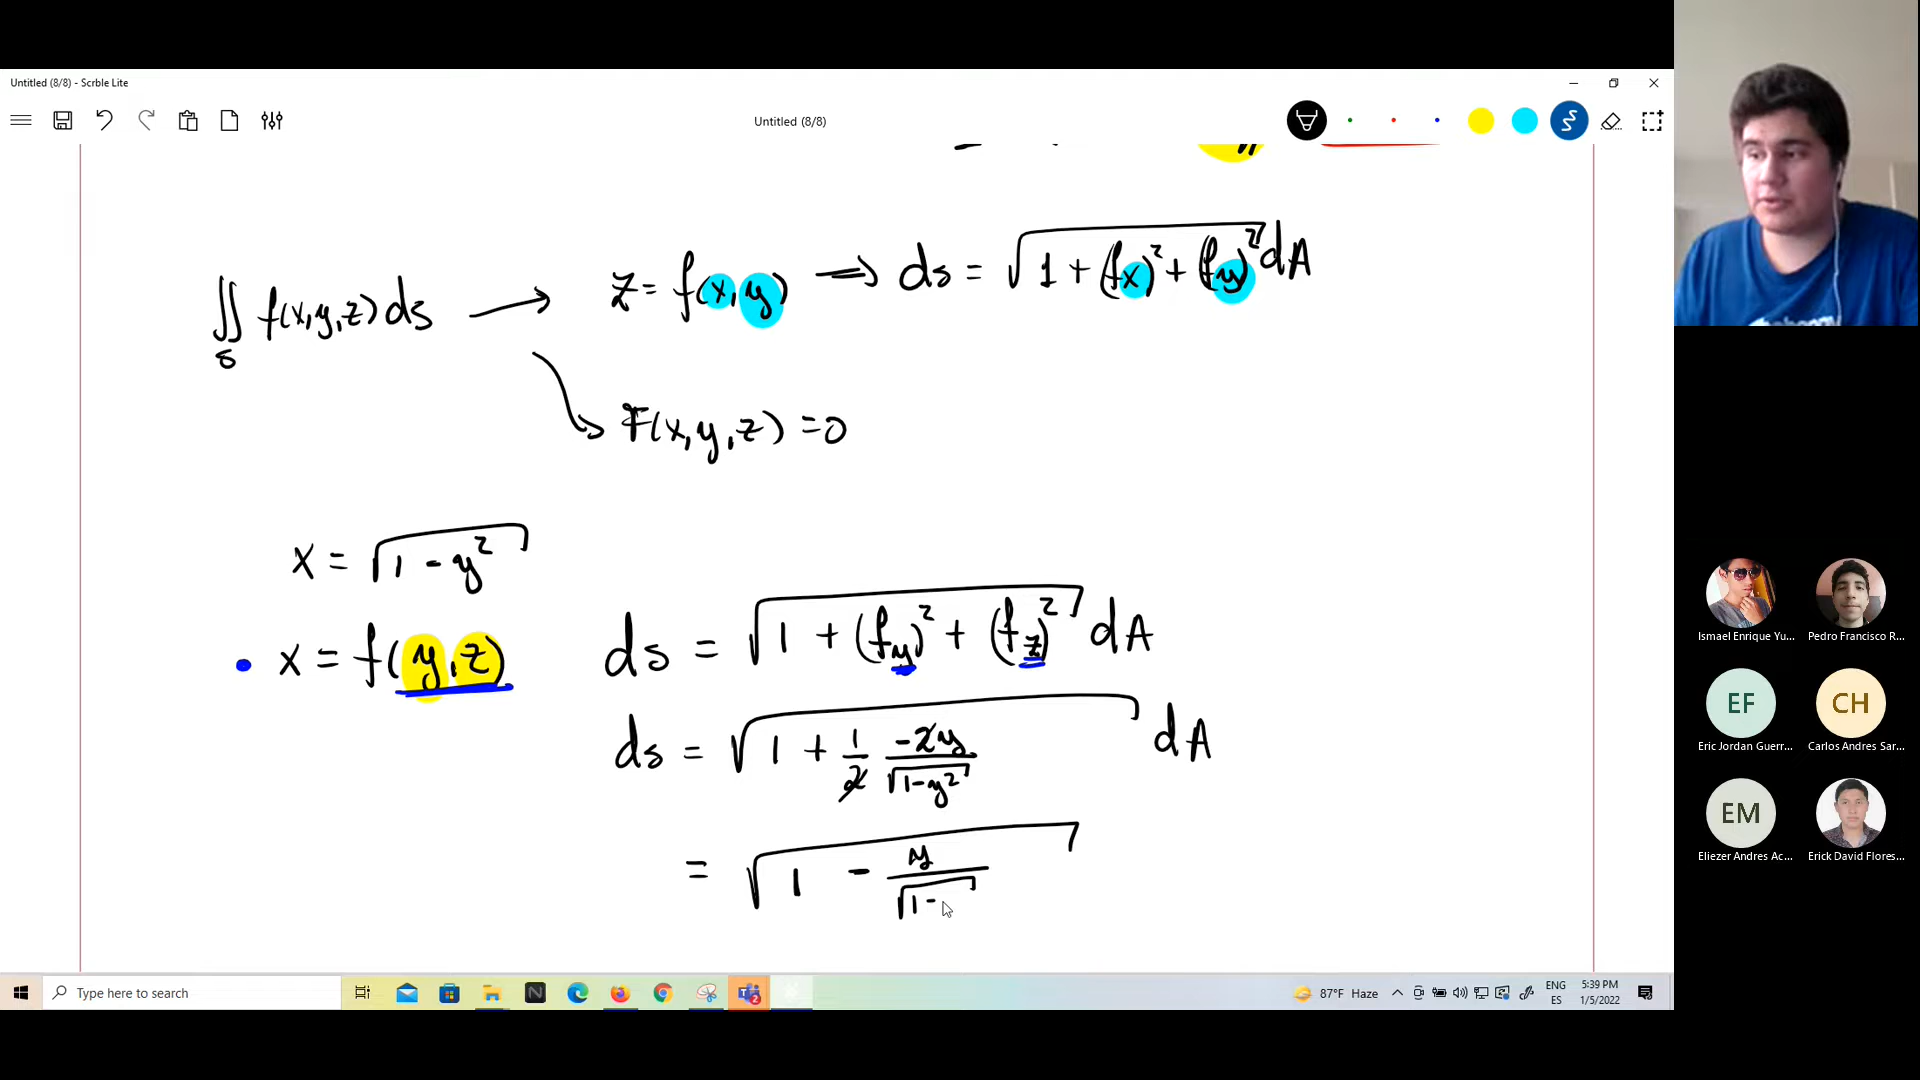 Untitled (8/8) - Scrble Lite
Untitled (8/8)
∬_S f(x,y,z) ds → z = f(x,y) → ds = √(1 + (fx)² + (fy)²) dA
F(x,y,z) = 0
x = √(1 - y²)
• x = f(y,z)
ds = √(1 + (fy)² + (fz)²) dA
ds = √(1 + 1/2 -2y/√(1-y²)) dA
= √(1 - y/√(1-
Ismael Enrique Yu...
Pedro Francisco R...
EF
CH
Eric Jordan Guerr...
Carlos Andres Sar...
EM
Eliezer Andres Ac...
Erick David Flores...
Type here to search
2
87°F Haze
ENG
ES
5:39 PM
1/5/2022